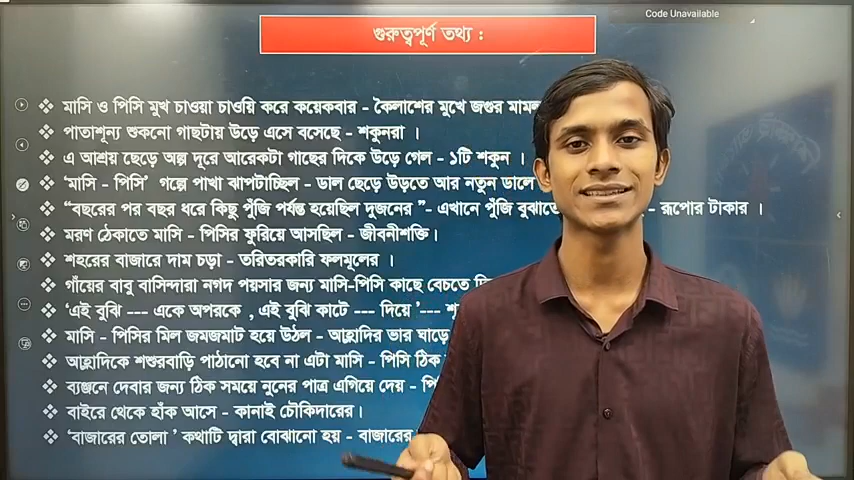 Code Unavailable
গুরুত্বপূর্ণ তথ্য :
❖ মাসি ও পিসি মুখ চাওয়া চাওয়ি করে কয়েকবার - কৈলাশের মুখে জগুর মামল
❖ পাতাশূন্য শুকনো গাছটায় উড়ে এসে বসেছে - শকুনরা ।
❖ এ আশ্রয় ছেড়ে অল্প দূরে আরেকটা গাছের দিকে উড়ে গেল - ১টি শকুন ।
❖ ‘মাসি - পিসি’ গল্পে পাখা ঝাপটাচ্ছিল - ডাল ছেড়ে উড়তে আর নতুন ডালে
❖ “বছরের পর বছর ধরে কিছু পুঁজি পর্যন্ত হয়েছিল দুজনের ”- এখানে পুঁজি বুঝাতে - রূপোর টাকার ।
❖ মরণ ঠেকাতে মাসি - পিসির ফুরিয়ে আসছিল - জীবনীশক্তি।
❖ শহরের বাজারে দাম চড়া - তরিতরকারি ফলমূলের ।
❖ গাঁয়ের বাবু বাসিন্দারা নগদ পয়সার জন্য মাসি-পিসি কাছে বেচতে
❖ ‘এই বুঝি --- একে অপরকে , এই বুঝি কাটে --- দিয়ে ’---
❖ মাসি - পিসির মিল জমজমাট হয়ে উঠল - আহ্লাদির ভার ঘাড়ে
❖ আহ্লাদিকে শশুরবাড়ি পাঠানো হবে না এটা মাসি - পিসি ঠিক
❖ ব্যঞ্জনে দেবার জন্য ঠিক সময়ে নুনের পাত্র এগিয়ে দেয় - পি
❖ বাইরে থেকে হাঁক আসে - কানাই চৌকিদারের।
❖ ‘বাজারের তোলা ’ কথাটি দ্বারা বোঝানো হয় - বাজারের